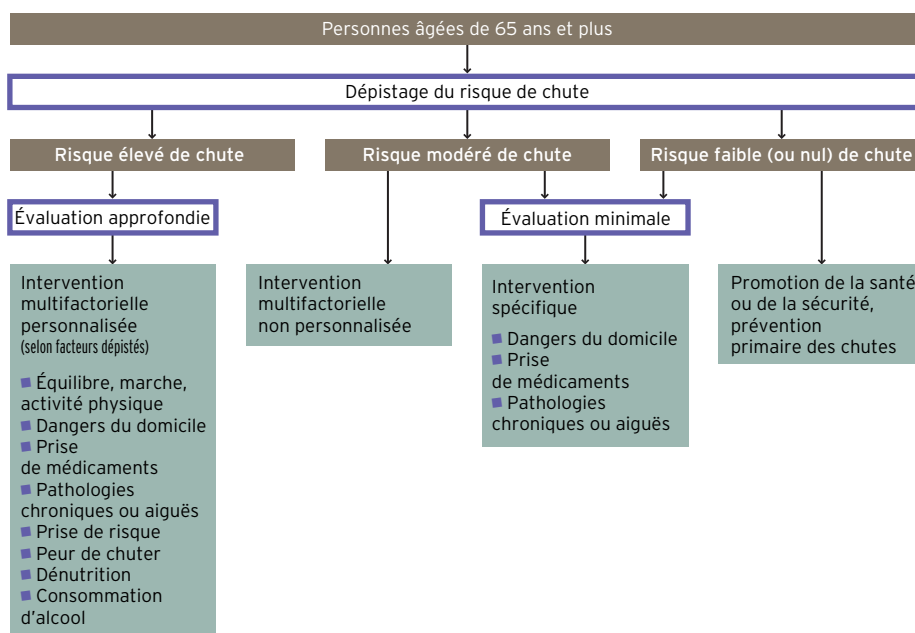 Personnes âgées de 65 ans et plus
Dépistage du risque de chute
Risque élevé de chute
Risque modéré de chute
Risque faible (ou nul) de chute
Évaluation approfondie
Évaluation minimale
Intervention
multifactorielle
personnalisée
(selon facteurs dépistés)
■ Équilibre, marche,
activité physique
■ Dangers du domicile
■ Prise
de médicaments
■ Pathologies
chroniques ou aiguës
■ Prise de risque
■ Peur de chuter
■ Dénutrition
■ Consommation
d'alcool
Intervention
multifactorielle
non personnalisée
Intervention
spécifique
■ Dangers du domicile
■ Prise
de médicaments
■ Pathologies
chroniques ou aiguës
Promotion de la santé
ou de la sécurité,
prévention
primaire des chutes